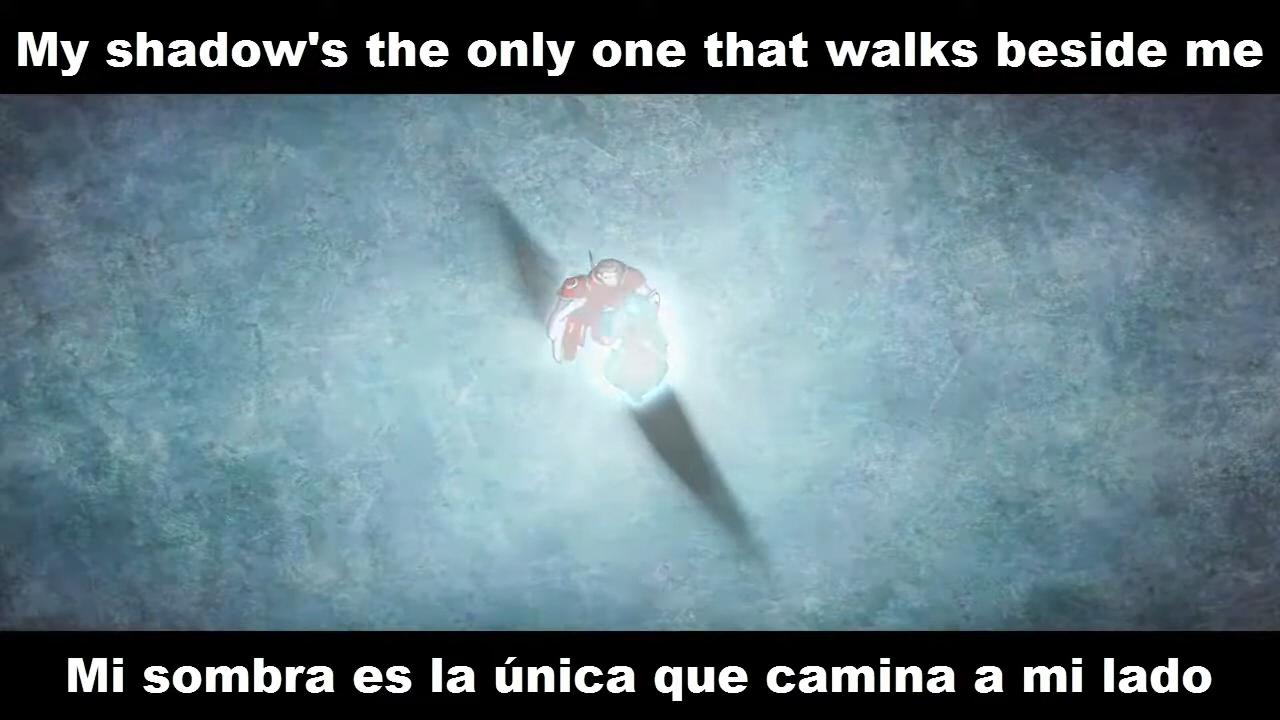 My shadow's the only one that walks beside me
Mi sombra es la única que camina a mi lado